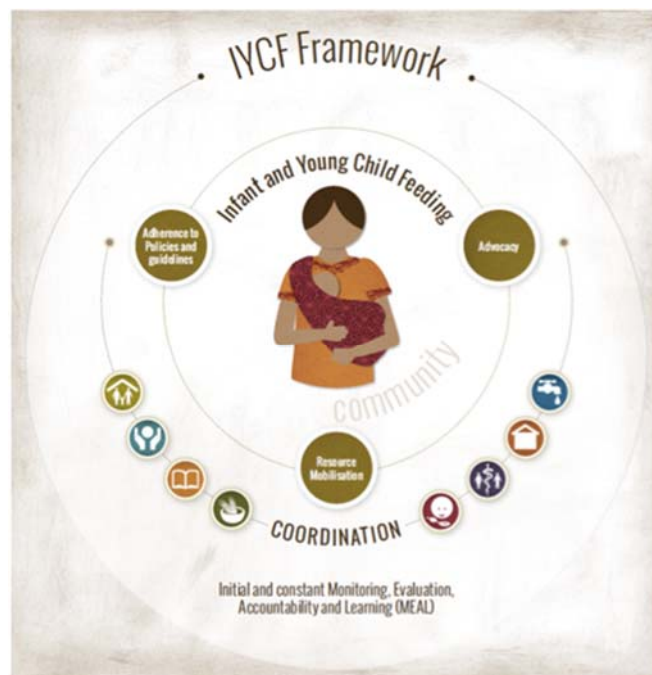 IYCF Framework
Infant and Young Child Feeding
Adherence to
Policies and
guidelines
Advocacy
community
Resource
Mobilisation
COORDINATION
Initial and constant Monitoring, Evaluation,
Accountability and Learning (MEAL)